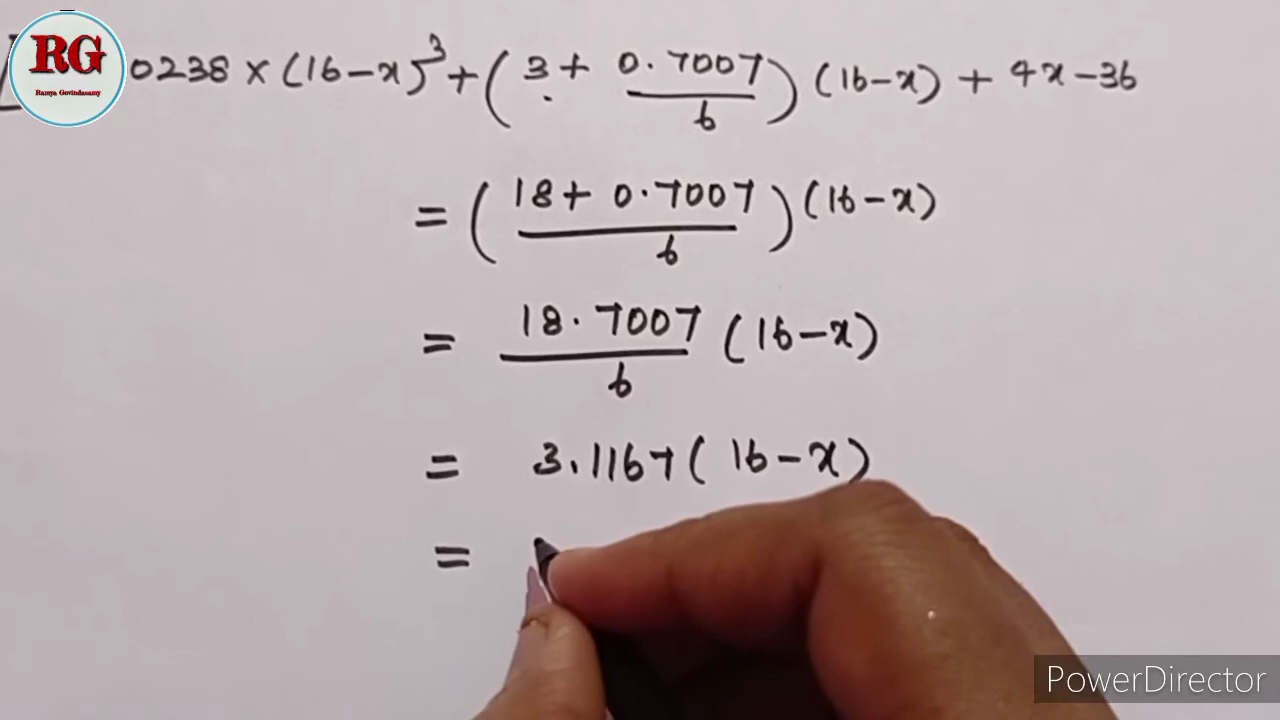 RG
Ramya Govindasamy
0238 × (16-x)³ + (3 + 0.7007/6) (16-x) + 4x-36
= (18 + 0.7007/6) (16-x)
= 18.7007/6 (16-x)
= 3.1167 (16-x)
=
PowerDirector